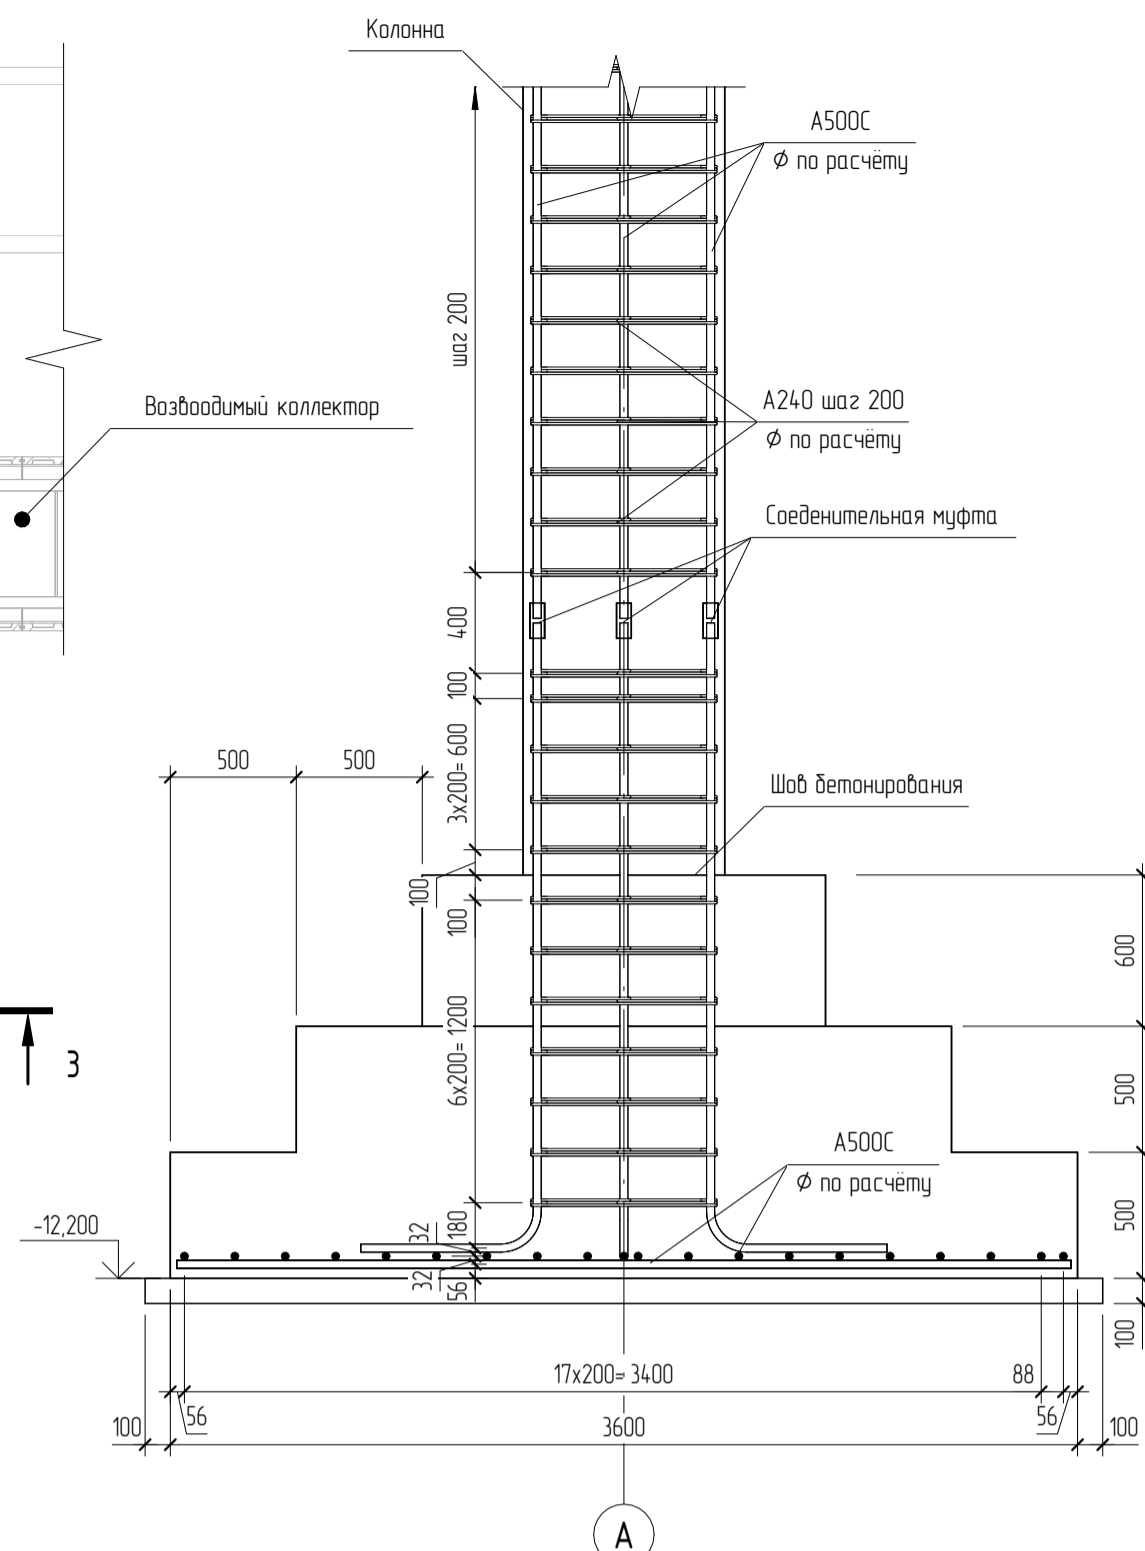 Колонна
А500С
Ø по расчёту
шаг 200
Возвоодимый коллектор
А240 шаг 200
Ø по расчёту
Соеденительная муфта
400
100
500
500
3х200= 600
Шов бетонирования
100
100
600
6х200= 1200
3
500
А500С
Ø по расчёту
-12,200
32
180
500
32
56
100
17х200= 3400
88
56
56
100
3600
100
А